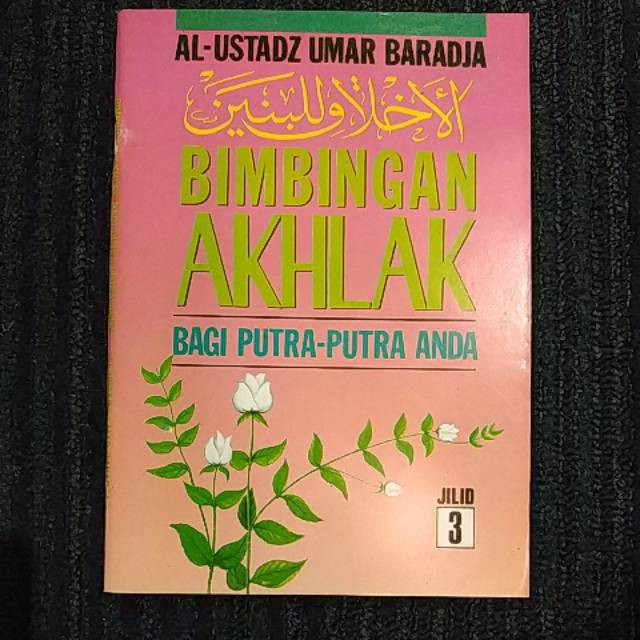 AL-USTADZ UMAR BARADJA
الأخلاق للبنين
BIMBINGAN
AKHLAK
BAGI PUTRA-PUTRA ANDA
JILID
3